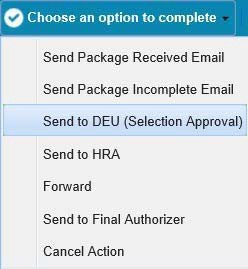 Choose an option to complete
Send Package Received Email
Send Package Incomplete Email
Send to DEU (Selection Approval)
Send to HRA
Forward
Send to Final Authorizer
Cancel Action